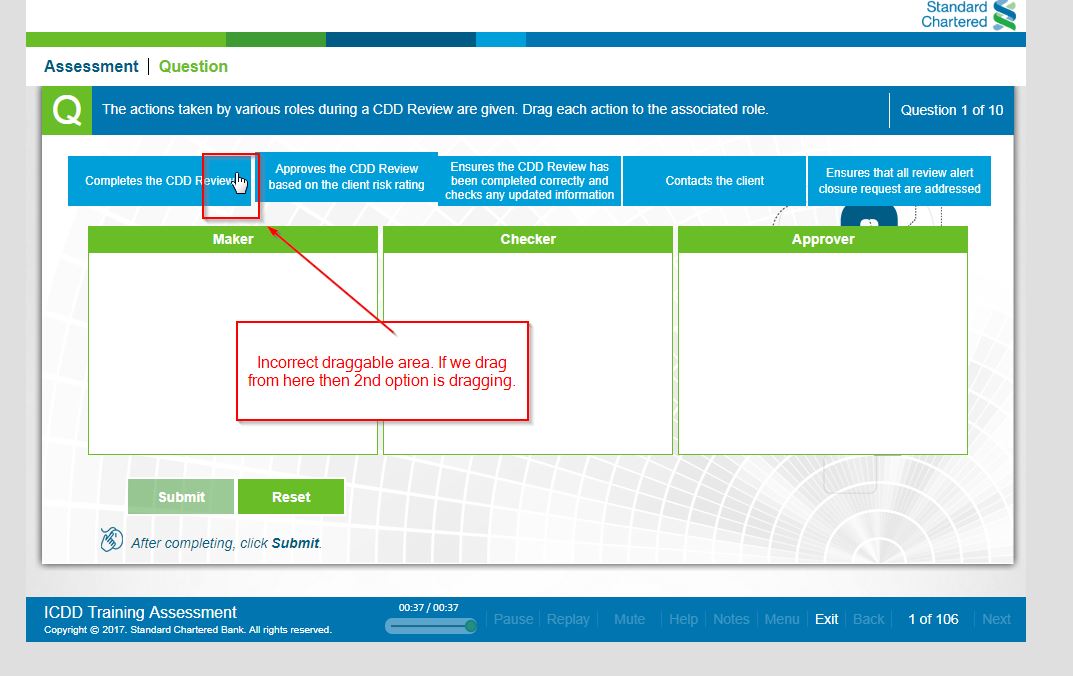 Standard
Chartered
Assessment | Question
Q
The actions taken by various roles during a CDD Review are given. Drag each action to the associated role.
Question 1 of 10
Completes the CDD Review
Approves the CDD Review
based on the client risk rating
Ensures the CDD Review has
been completed correctly and
checks any updated information
Contacts the client
Ensures that all review alert
closure request are addressed
Maker
Checker
Approver
Incorrect draggable area. If we drag
from here then 2nd option is dragging.
Submit
Reset
After completing, click Submit.
ICDD Training Assessment
Copyright © 2017. Standard Chartered Bank. All rights reserved.
00:37 / 00:37
Pause
Replay
Mute
Help
Notes
Menu
Exit
Back
1 of 106
Next